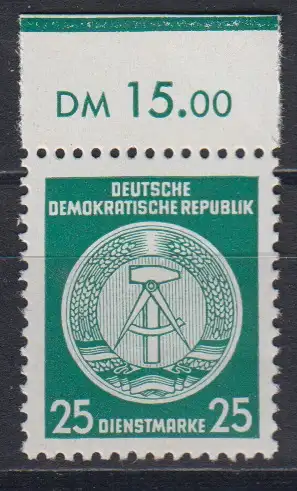 DM 15.00
DEUTSCHE
DEMOKRATISCHE REPUBLIK
25 DIENSTMARKE 25